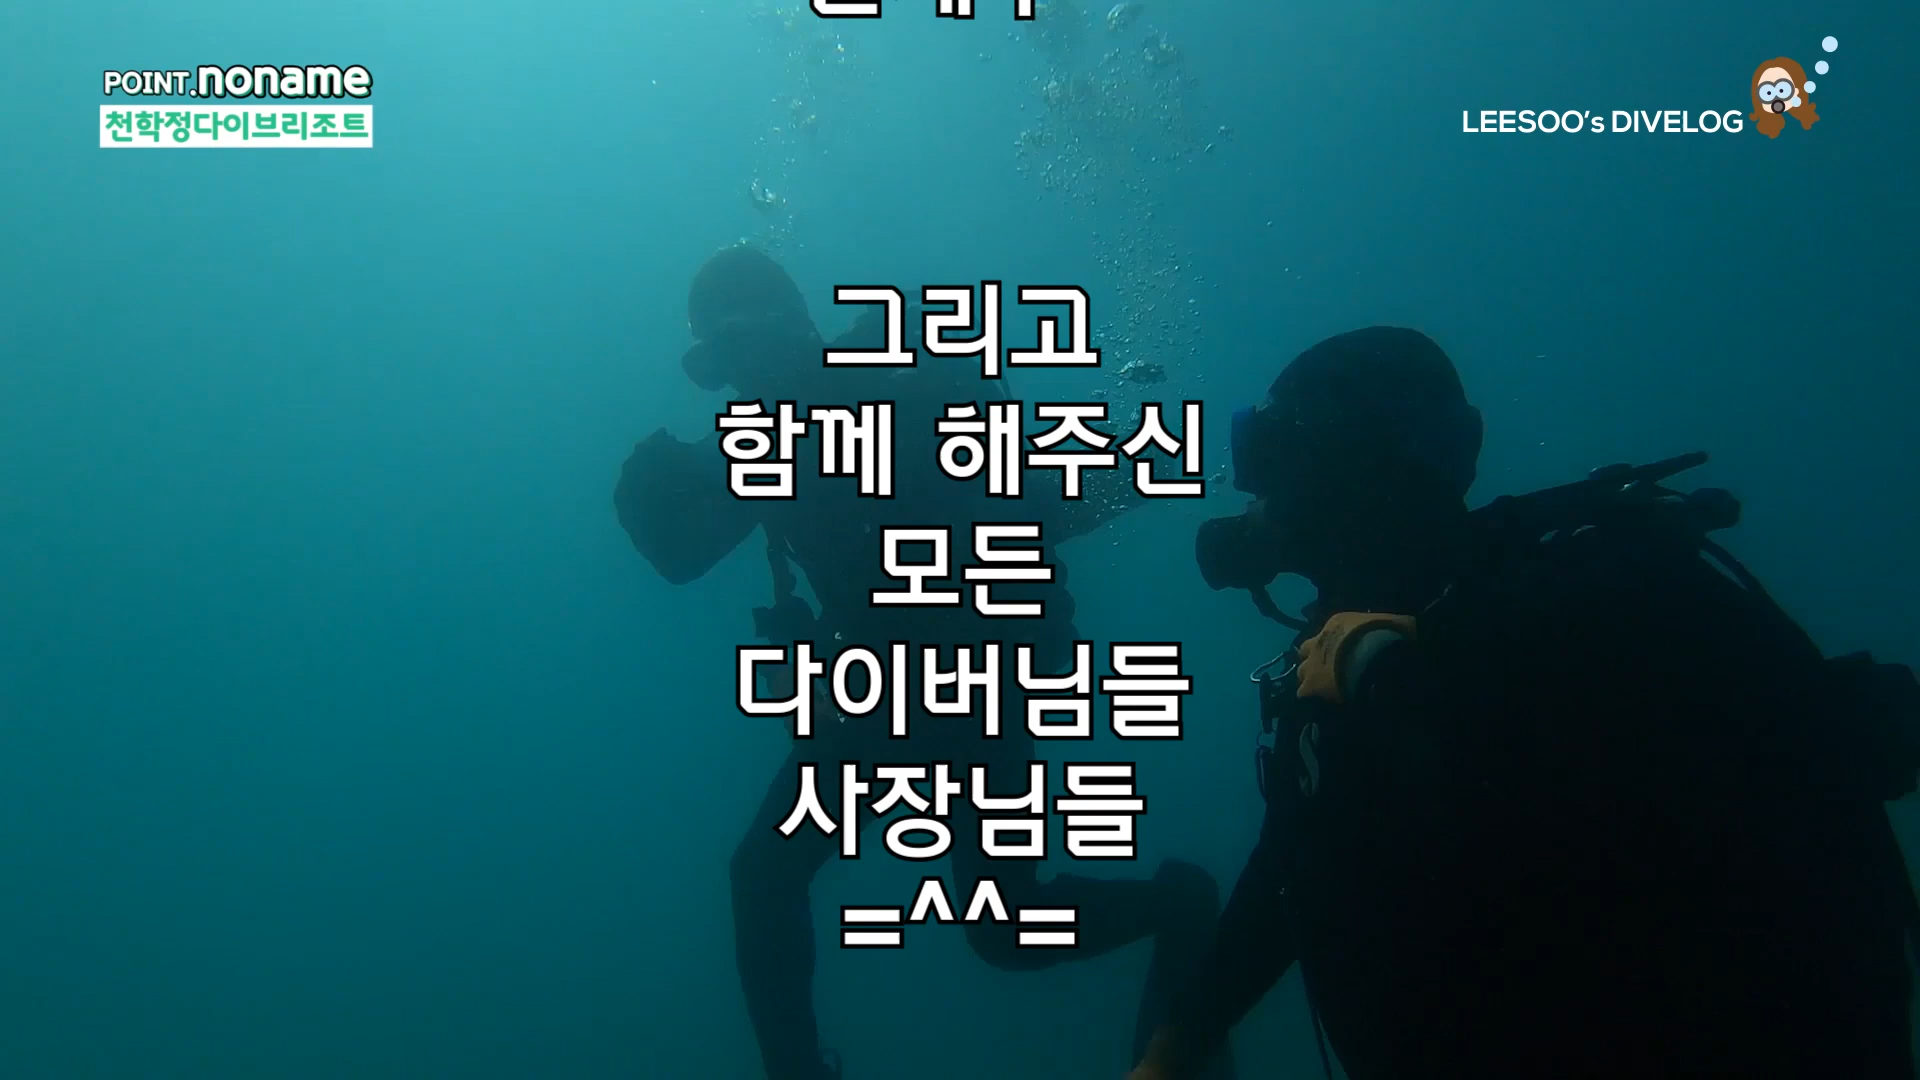 POINT.noname
천학정다이브리조트
LEESOO's DIVELOG
그리고
함께 해주신
모든
다이버님들
사장님들
=^^=